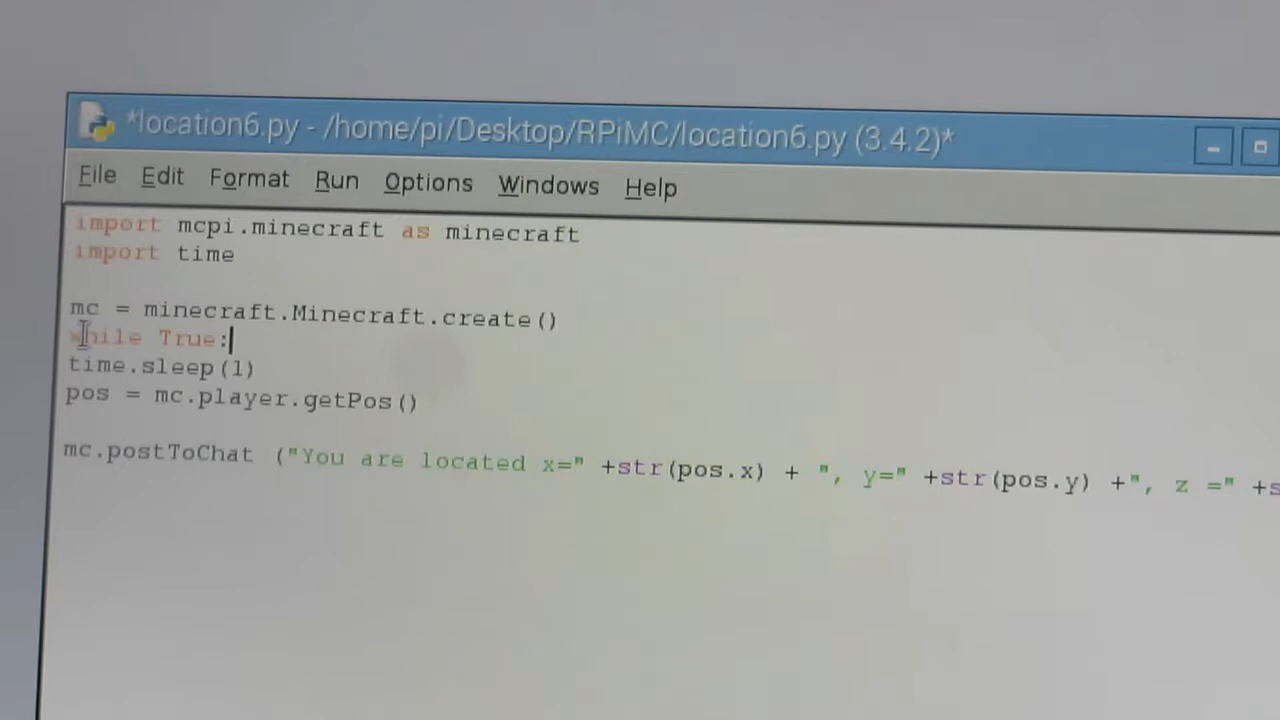 *location6.py - /home/pi/Desktop/RPiMC/location6.py (3.4.2)*
File Edit Format Run Options Windows Help
import mcpi.minecraft as minecraft
import time
mc = minecraft.Minecraft.create()
while True:
time.sleep(1)
pos = mc.player.getPos()
mc.postToChat ("You are located x=" +str(pos.x) + ", y=" +str(pos.y) +", z =" +s